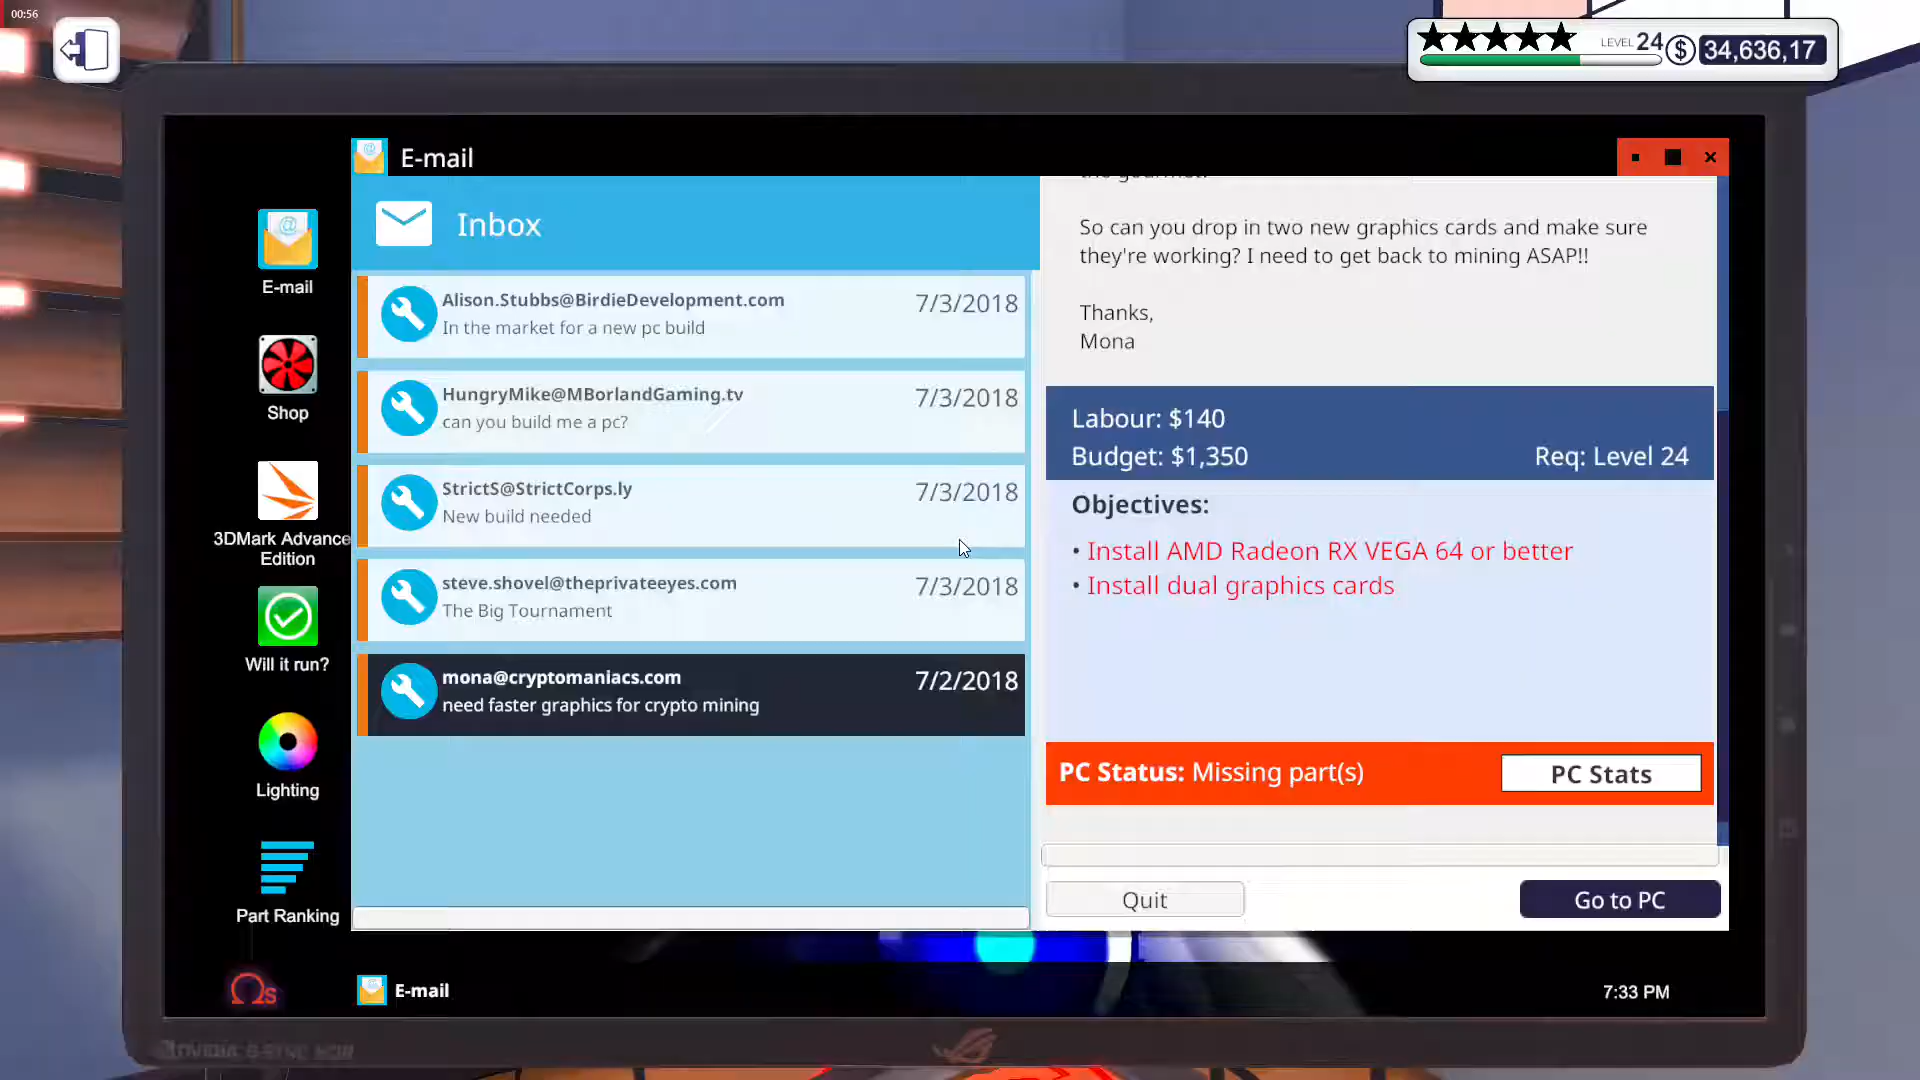 00:56
LEVEL 24
$ 34,636,17
E-mail
Inbox
E-mail
Shop
3DMark Advance
Edition
Will it run?
Lighting
Part Ranking
Alison.Stubbs@BirdieDevelopment.com
7/3/2018
In the market for a new pc build
HungryMike@MBorlandGaming.tv
7/3/2018
can you build me a pc?
StrictS@StrictCorps.ly
7/3/2018
New build needed
steve.shovel@theprivateeyes.com
7/3/2018
The Big Tournament
mona@cryptomaniacs.com
7/2/2018
need faster graphics for crypto mining
the gourmet.
So can you drop in two new graphics cards and make sure
they're working? I need to get back to mining ASAP!!
Thanks,
Mona
Labour: $140
Budget: $1,350
Req: Level 24
Objectives:
• Install AMD Radeon RX VEGA 64 or better
• Install dual graphics cards
PC Status: Missing part(s)
PC Stats
Quit
Go to PC
Ωs
E-mail
7:33 PM
NVIDIA G-SYNC HDR